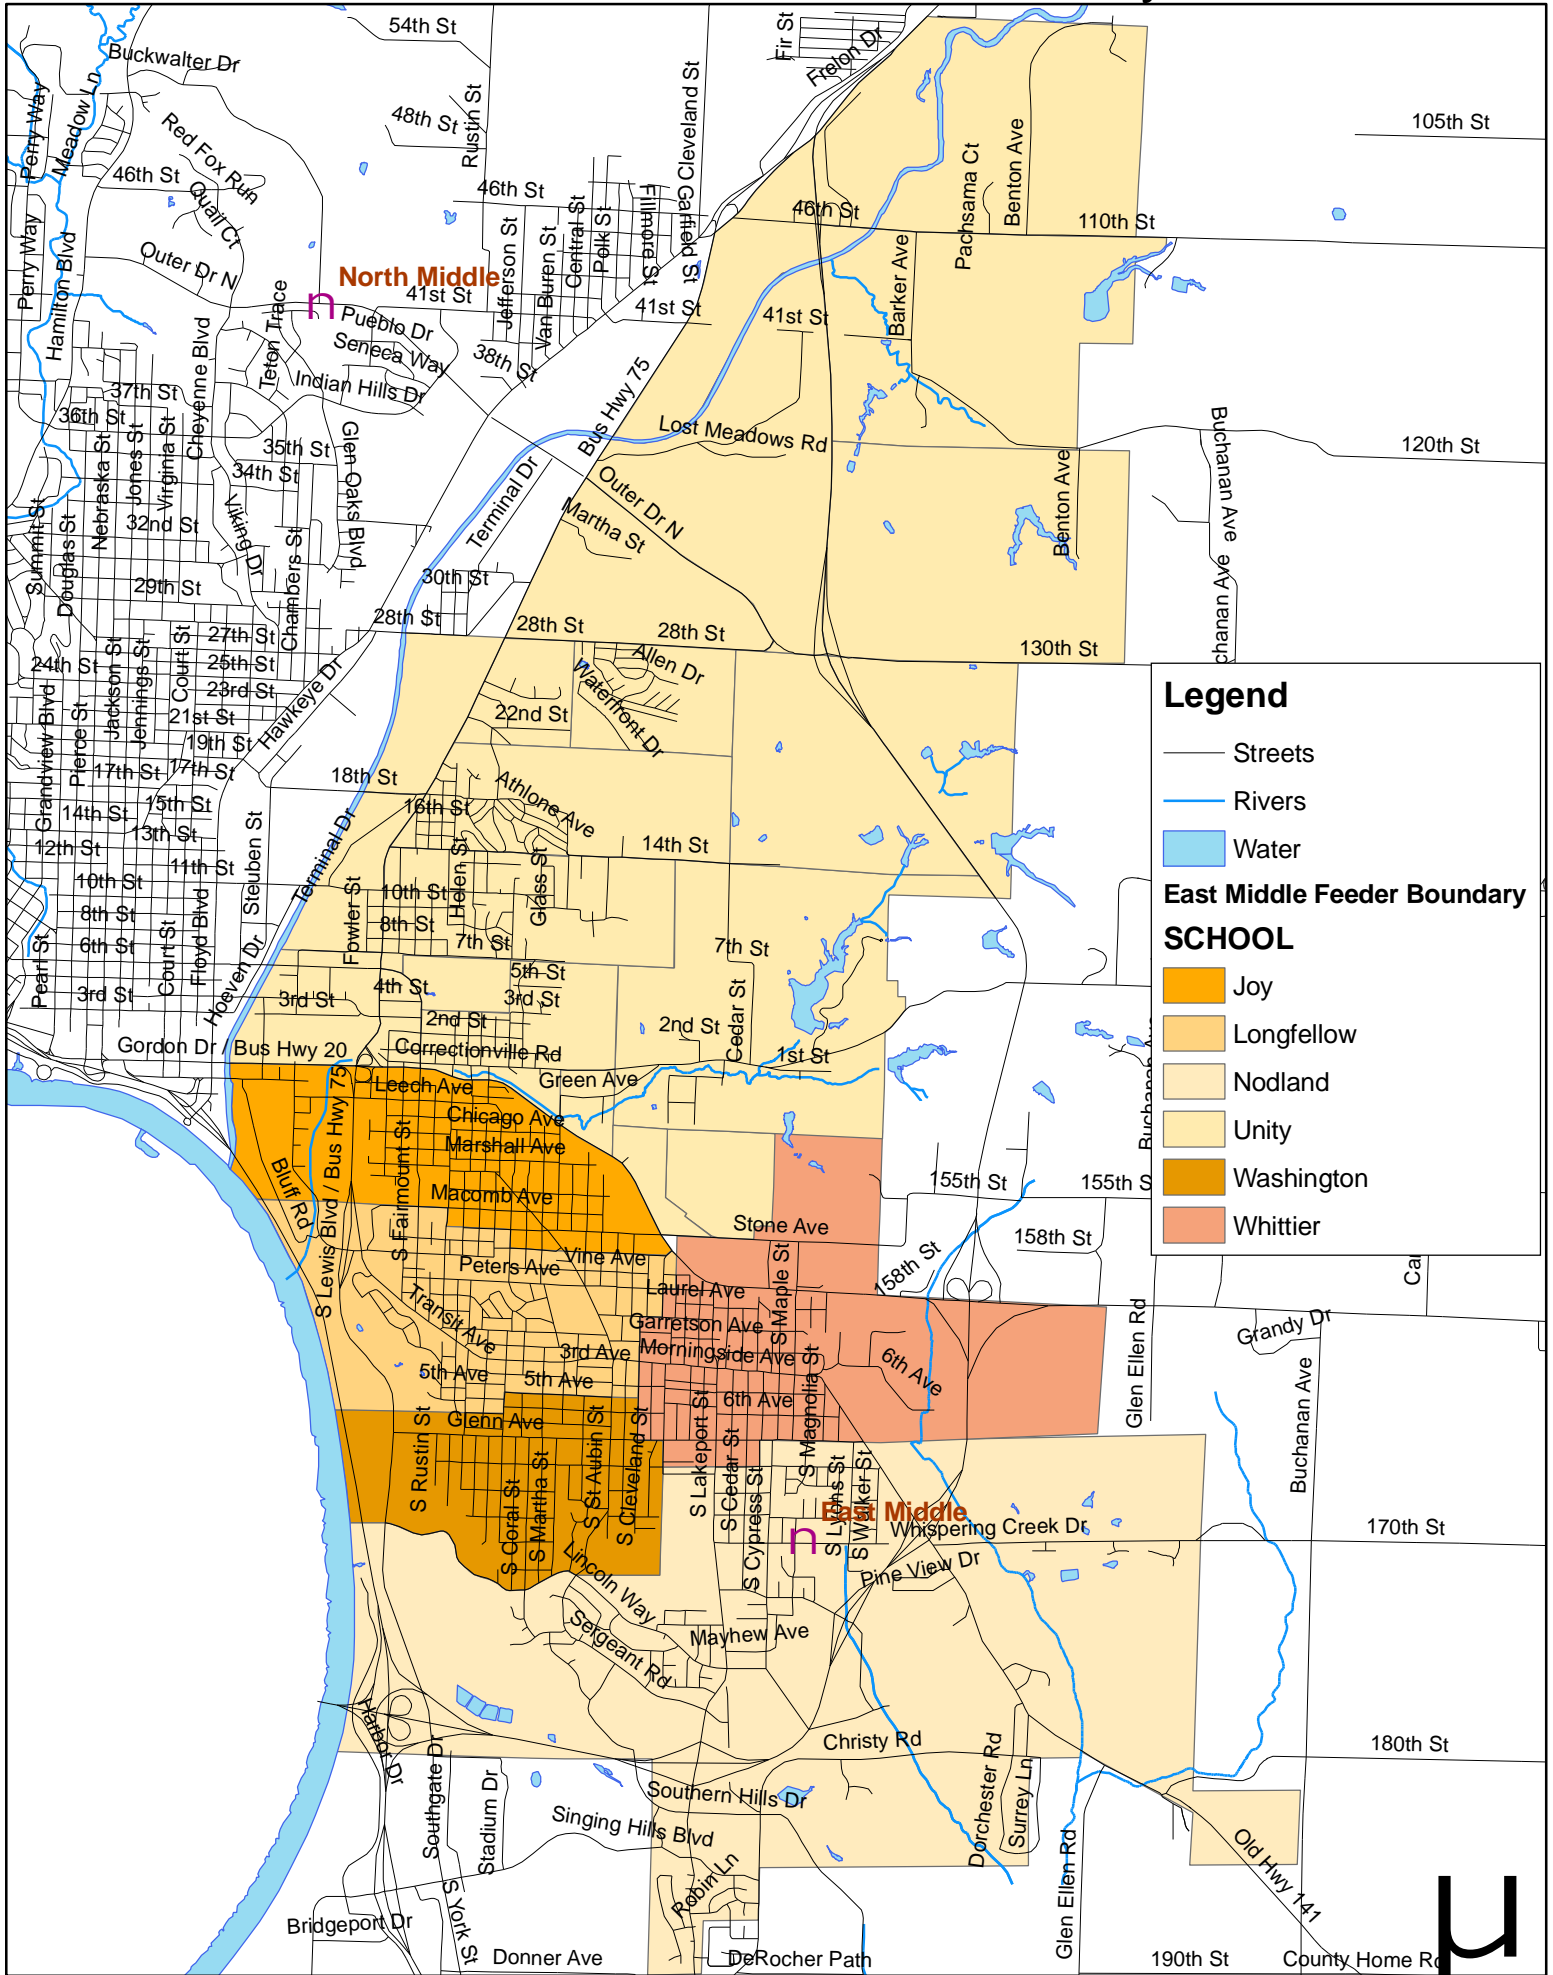 54th St
Fir St
Frelon Dr
Buckwalter Dr
Perry Way
Meadow Ln
Red Fox Run
48th St
Rustin St
Cleveland St
105th St
46th St
Quail Ct
46th St
Jefferson St
Van Buren St
Central St
Polk St
Fillmore St
Garfield St
46th St
Pachsama Ct
Benton Ave
110th St
Perry Way
Hamilton Blvd
Outer Dr N
North Middle
41st St
41st St
41st St
Barker Ave
Teton Trace
Pueblo Dr
Seneca Way
38th St
Indian Hills Dr
Cheyenne Blvd
Bus Hwy 75
37th St
36th St
Nebraska St
Jones St
Virginia St
35th St
34th St
Glen Oaks Blvd
Lost Meadows Rd
Buchanan Ave
120th St
Summit St
Douglas St
32nd St
Viking Dr
Terminal Dr
Outer Dr N
Martha St
Benton Ave
29th St
Chambers St
30th St
28th St
28th St
28th St
130th St
chanan Ave
27th St
24th St
25th St
Court St
23rd St
Jackson St
Jennings St
21st St
Hawkeye Dr
Allen Dr
Waterfront Dr
22nd St
Grandview Blvd
Pierce St
19th St
17th St
17th St
18th St
Athlone Ave
16th St
15th St
14th St
13th St
12th St
14th St
Steuben St
Terminal Dr
11th St
10th St
10th St
Helen St
Glass St
8th St
8th St
Fowler St
Court St
Floyd Blvd
6th St
7th St
7th St
Pearl St
Hoeven Dr
5th St
3rd St
3rd St
4th St
3rd St
2nd St
2nd St
Cedar St
Gordon Dr / Bus Hwy 20
Correctionville Rd
1st St
Leech Ave
Green Ave
Chicago Ave
Marshall Ave
S Lewis Blvd / Bus Hwy 75
S Fairmount St
Bluff Rd
Macomb Ave
155th St
155th S
Stone Ave
158th St
158th St
Vine Ave
Peters Ave
Laurel Ave
S Maple St
Transit Ave
Garretson Ave
3rd Ave
Morningside Ave
6th Ave
5th Ave
5th Ave
6th Ave
Glen Ellen Rd
Grandy Dr
Glenn Ave
S Rustin St
S Coral St
S Martha St
S St Aubin St
S Cleveland St
S Lakeport St
S Cedar St
S Cypress St
S Magnolia St
S Lyons St
S Walker St
Buchanan Ave
East Middle
Whispering Creek Dr
170th St
Pine View Dr
Lincoln Way
Sergeant Rd
Mayhew Ave
Harbor Dr
Christy Rd
180th St
Southgate Dr
Stadium Dr
Southern Hills Dr
Singing Hills Blvd
Dorchester Rd
Surrey Ln
Glen Ellen Rd
Old Hwy 141
Robin Ln
Bridgeport Dr
S York St
Donner Ave
DeRocher Path
190th St
County Home Rd
Legend
Streets
Rivers
Water
East Middle Feeder Boundary
SCHOOL
Joy
Longfellow
Nodland
Unity
Washington
Whittier
µ